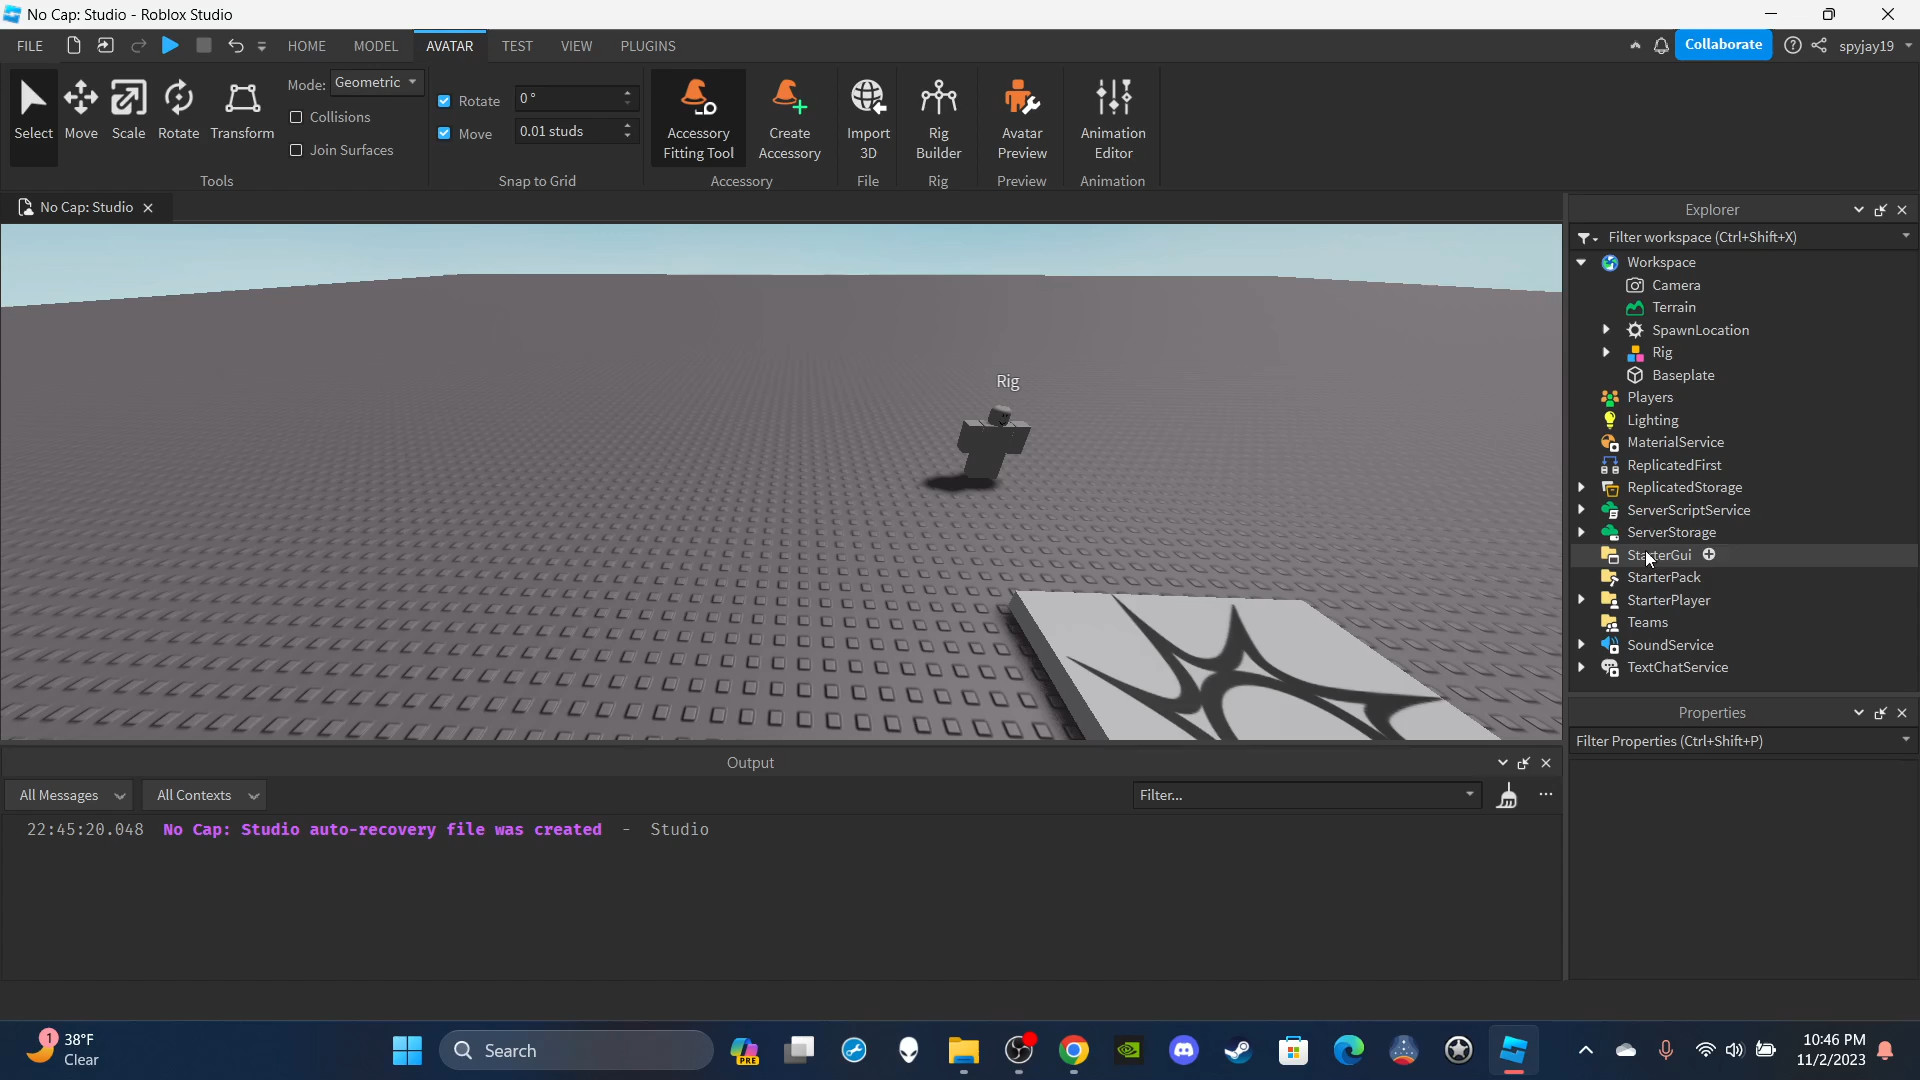 No Cap: Studio - Roblox Studio
FILE HOME MODEL AVATAR TEST VIEW PLUGINS Collaborate spyjay19
Select Move Scale Rotate Transform
Mode: Geometric
Collisions
Join Surfaces
Tools
Rotate 0 °
Move 0.01 studs
Snap to Grid
Accessory
Fitting Tool
Create
Accessory
Accessory
Import
3D
File
Rig
Builder
Rig
Avatar
Preview
Preview
Animation
Editor
Animation
No Cap: Studio
Rig
Explorer
Filter workspace (Ctrl+Shift+X)
Workspace
Camera
Terrain
SpawnLocation
Rig
Baseplate
Players
Lighting
MaterialService
ReplicatedFirst
ReplicatedStorage
ServerScriptService
ServerStorage
StarterGui
StarterPack
StarterPlayer
Teams
SoundService
TextChatService
Properties
Filter Properties (Ctrl+Shift+P)
Output
All Messages All Contexts Filter...
22:45:20.048 No Cap: Studio auto-recovery file was created - Studio
1 38°F
Clear
Search
PRE
10:46 PM
11/2/2023